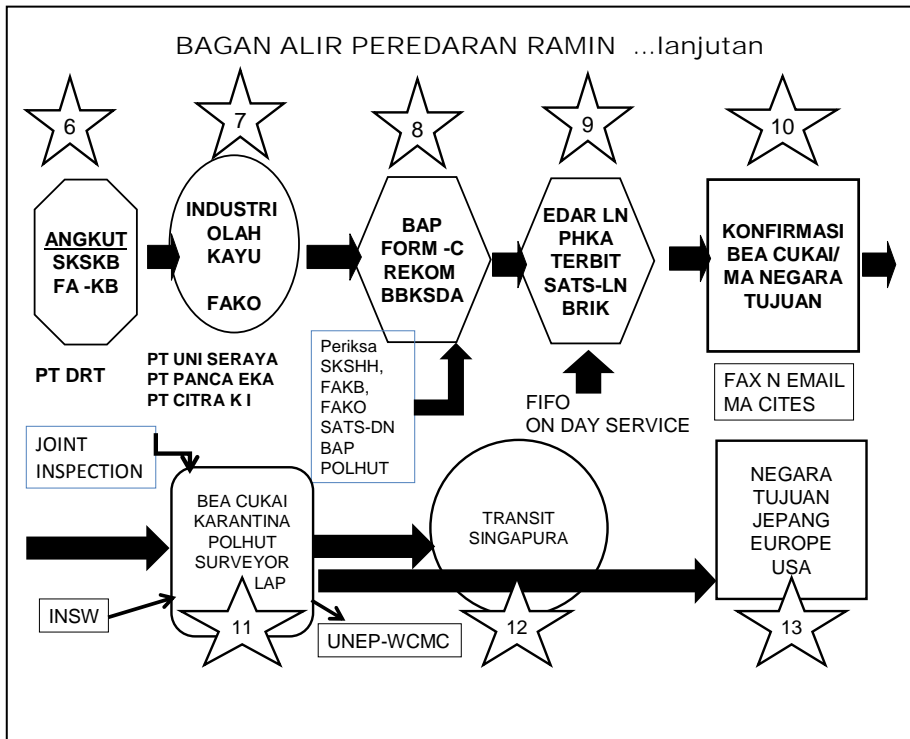 BAGAN ALIR PEREDARAN RAMIN ...lanjutan
6
7
8
9
10
ANGKUT
SKSKB
FA -KB
INDUSTRI
OLAH
KAYU
FAKO
BAP
FORM -C
REKOM
BBKSDA
EDAR LN
PHKA
TERBIT
SATS-LN
BRIK
KONFIRMASI
BEA CUKAI/
MA NEGARA
TUJUAN
PT DRT
PT UNI SERAYA
PT PANCA EKA
PT CITRA K I
Periksa
SKSHH,
FAKB,
FAKO
SATS-DN
BAP
POLHUT
FIFO
ON DAY SERVICE
FAX N EMAIL
MA CITES
JOINT
INSPECTION
BEA CUKAI
KARANTINA
POLHUT
SURVEYOR
LAP
TRANSIT
SINGAPURA
NEGARA
TUJUAN
JEPANG
EUROPE
USA
INSW
UNEP-WCMC
11
12
13